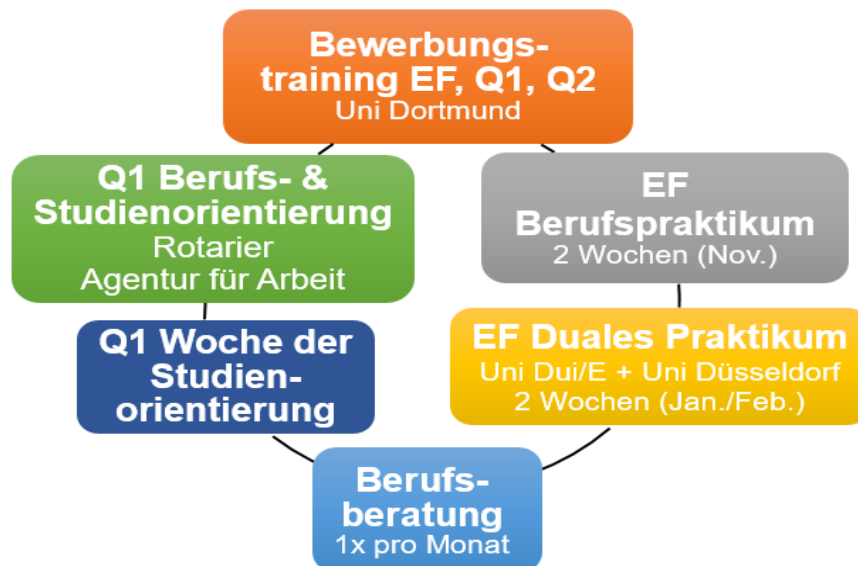 Bewerbungs-
training EF, Q1, Q2
Uni Dortmund
EF
Berufspraktikum
2 Wochen (Nov.)
EF Duales Praktikum
Uni Dui/E + Uni Düsseldorf
2 Wochen (Jan./Feb.)
Berufs-
beratung
1x pro Monat
Q1 Woche der
Studien-
orientierung
Q1 Berufs- &
Studienorientierung
Rotarier
Agentur für Arbeit